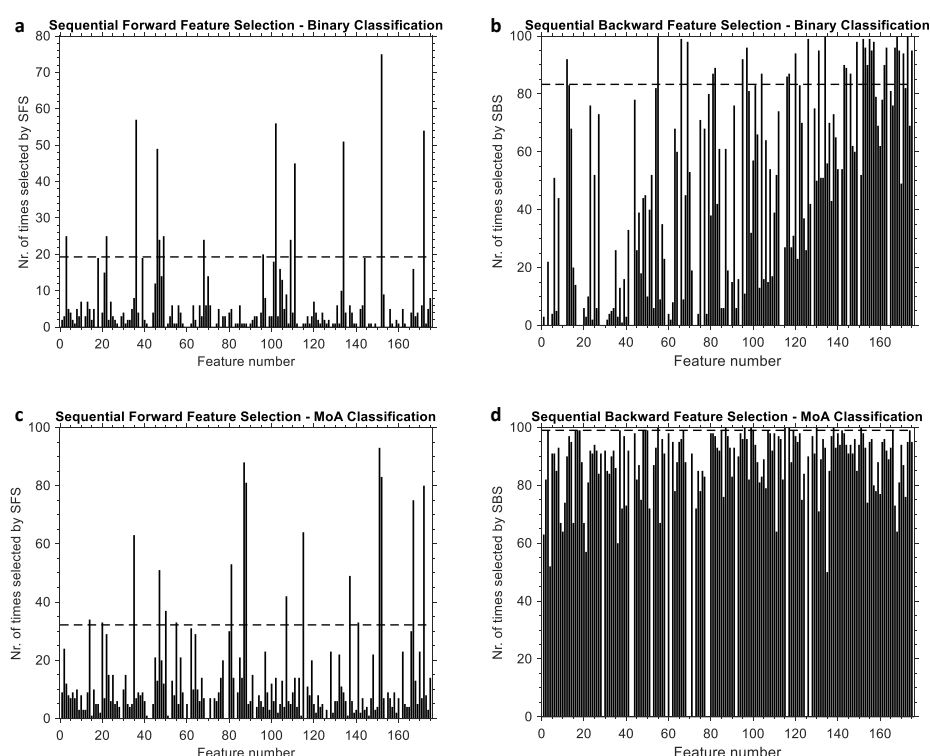 a Sequential Forward Feature Selection - Binary Classification
80
70
60
50
40
30
20
10
0
Nr. of times selected by SFS
0 20 40 60 80 100 120 140 160
Feature number
b Sequential Backward Feature Selection - Binary Classification
100
80
60
40
20
0
Nr. of times selected by SBS
0 20 40 60 80 100 120 140 160
Feature number
c Sequential Forward Feature Selection - MoA Classification
100
80
60
40
20
0
Nr. of times selected by SFS
0 20 40 60 80 100 120 140 160
Feature number
d Sequential Backward Feature Selection - MoA Classification
100
80
60
40
20
0
Nr. of times selected by SBS
0 20 40 60 80 100 120 140 160
Feature number